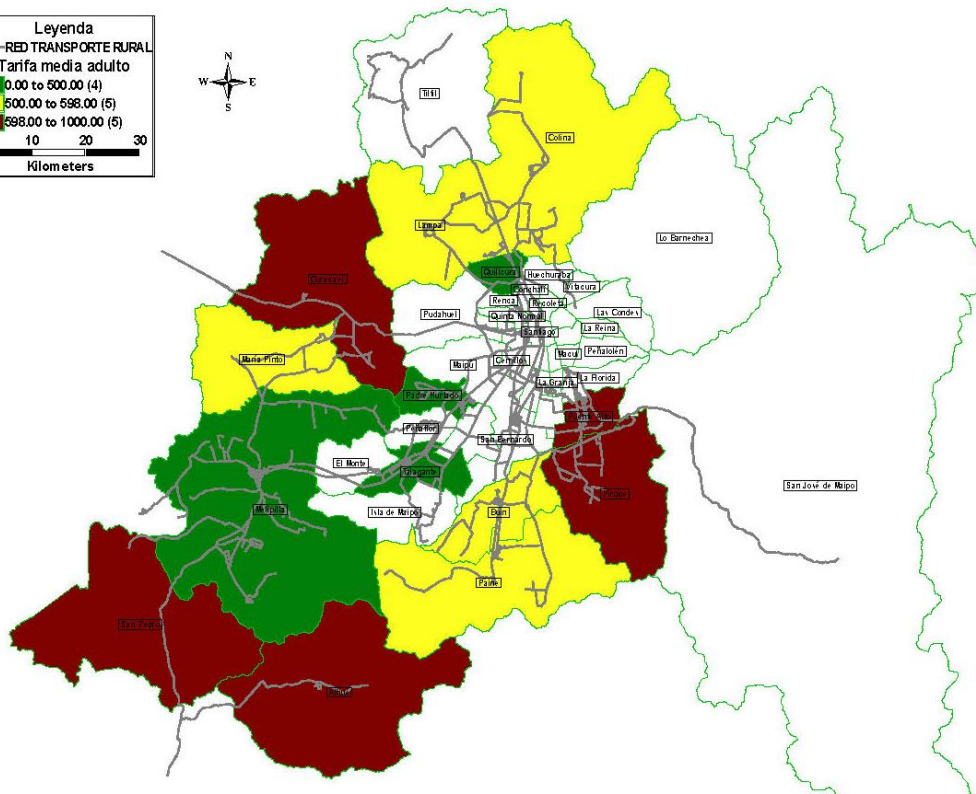 Leyenda
RED TRANSPORTE RURAL
Tarifa media adulto
0.00 to 500.00 (4)
500.00 to 598.00 (5)
598.00 to 1000.00 (5)
10 20 30
Kilometers
N
W E
S
Tiltil
Colina
Lampa
Lo Barnechea
Quilicura
Huechuraba
Curacavi
Conchalí
Vitacura
Renca
Recoleta
Pudahuel
Quinta Normal
Las Condes
Santiago
La Reina
María Pinto
Maipú
Cerrillos
Macul
Peñalolén
La Granja
La Florida
Padre Hurtado
Puente Alto
Peñaflor
San Bernardo
El Monte
Talagante
San José de Maipo
Pirque
Melipilla
Isla de Maipo
Buin
Paine
San Pedro
Alhué